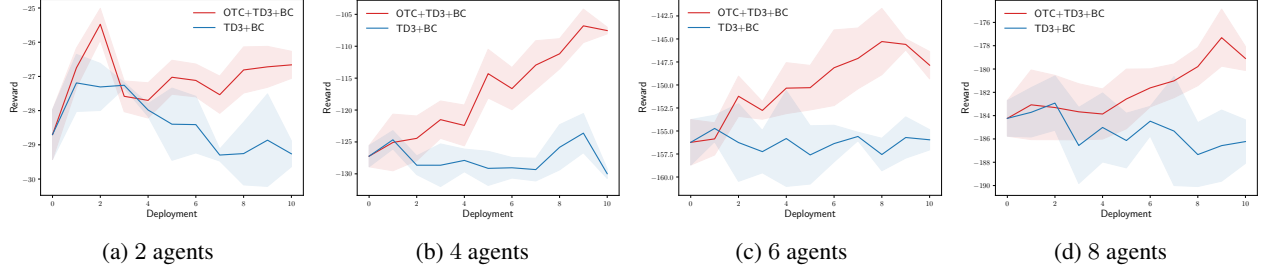 OTC+TD3+BC
TD3+BC
Reward
−25
−26
−27
−28
−29
−30
0 2 4 6 8 10
Deployment
(a) 2 agents
OTC+TD3+BC
TD3+BC
Reward
−105
−110
−115
−120
−125
−130
0 2 4 6 8 10
Deployment
(b) 4 agents
OTC+TD3+BC
TD3+BC
Reward
−142.5
−145.0
−147.5
−150.0
−152.5
−155.0
−157.5
−160.0
0 2 4 6 8 10
Deployment
(c) 6 agents
OTC+TD3+BC
TD3+BC
Reward
−176
−178
−180
−182
−184
−186
−188
−190
0 2 4 6 8 10
Deployment
(d) 8 agents